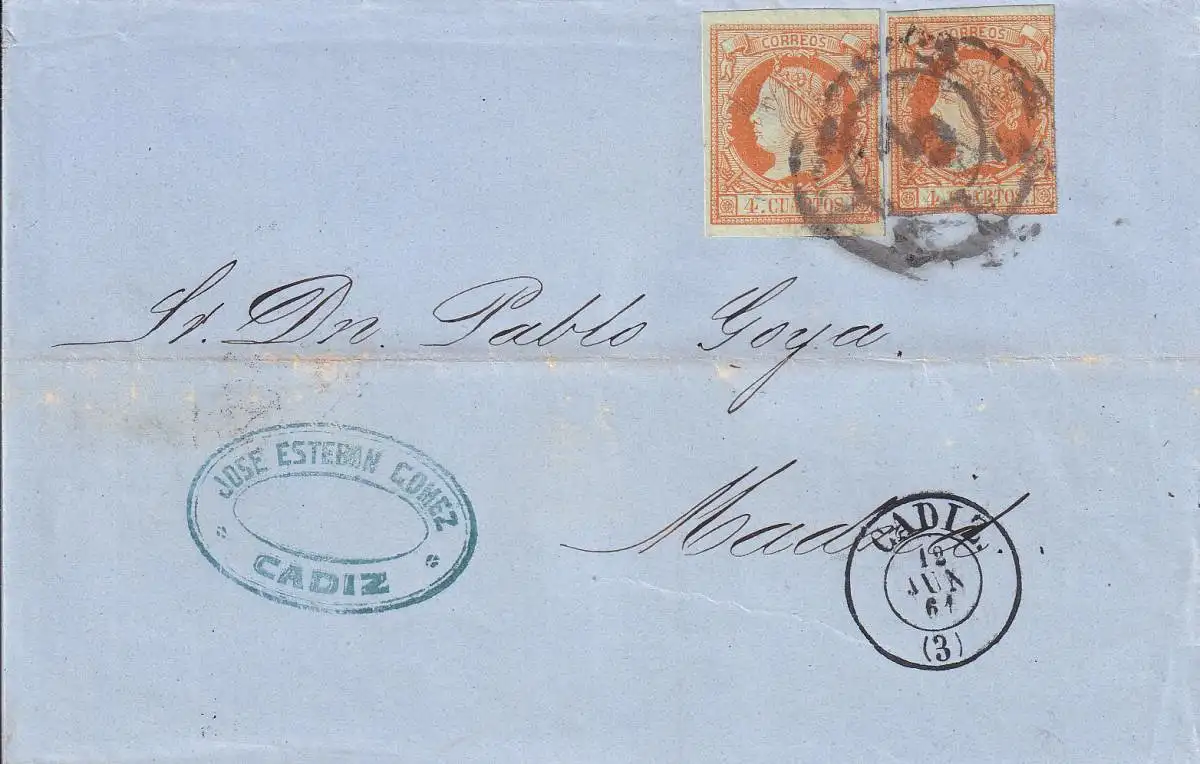 CORREOS
4. CUARTOS.
CORREOS
4. CUARTOS.
Sr. Dn. Pablo Goya.
JOSE ESTEBAN GOMEZ
CADIZ
Madrid.
CADIZ
12
JUN
61
(3)